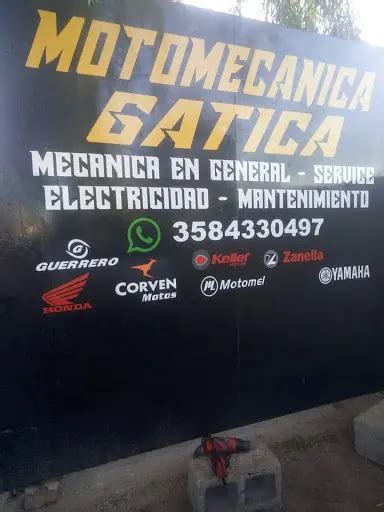 MOTOMECANICA
GATICA
MECANICA EN GENERAL - SERVICE
ELECTRICIDAD - MANTENIMIENTO
3584330497
G
GUERRERO
Keller
Zanella
HONDA
CORVEN
Motos
Motomel
YAMAHA